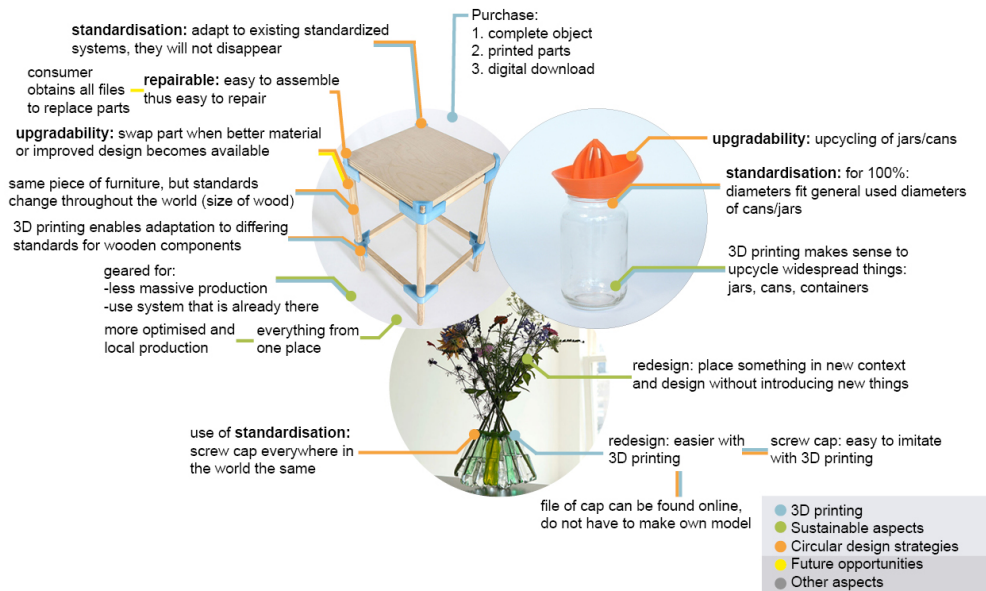 standardisation: adapt to existing standardized
systems, they will not disappear
Purchase:
1. complete object
2. printed parts
3. digital download
consumer
obtains all files
to replace parts
repairable: easy to assemble
thus easy to repair
upgradability: swap part when better material
or improved design becomes available
same piece of furniture, but standards
change throughout the world (size of wood)
3D printing enables adaptation to differing
standards for wooden components
geared for:
-less massive production
-use system that is already there
more optimised and
local production
everything from
one place
upgradability: upcycling of jars/cans
standardisation: for 100%:
diameters fit general used diameters
of cans/jars
3D printing makes sense to
upcycle widespread things:
jars, cans, containers
redesign: place something in new context
and design without introducing new things
use of standardisation:
screw cap everywhere in
the world the same
redesign: easier with
3D printing
screw cap: easy to imitate
with 3D printing
file of cap can be found online,
do not have to make own model
3D printing
Sustainable aspects
Circular design strategies
Future opportunities
Other aspects